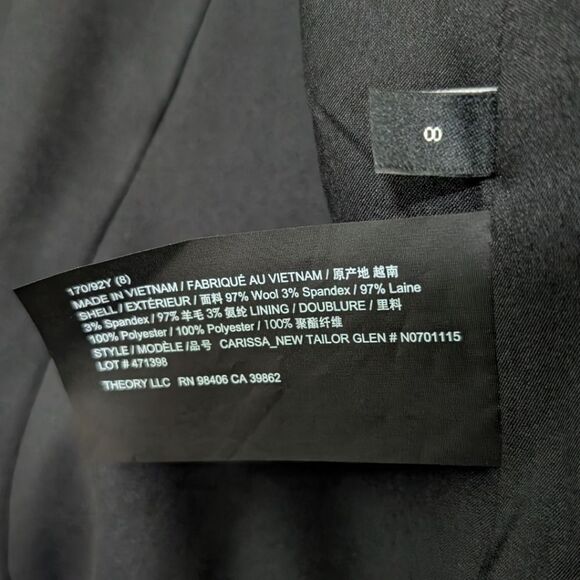 8
170/92Y (8)
MADE IN VIETNAM / FABRIQUÉ AU VIETNAM / 原产地 越南
SHELL / EXTÉRIEUR / 面料 97% Wool 3% Spandex / 97% Laine
3% Spandex / 97% 羊毛 3% 氨纶 LINING / DOUBLURE / 里料
100% Polyester / 100% Polyester / 100% 聚酯纤维
STYLE / MODÈLE /品号 CARISSA_NEW TAILOR GLEN # N0701115
LOT # 471398
THEORY LLC RN 98406 CA 39862